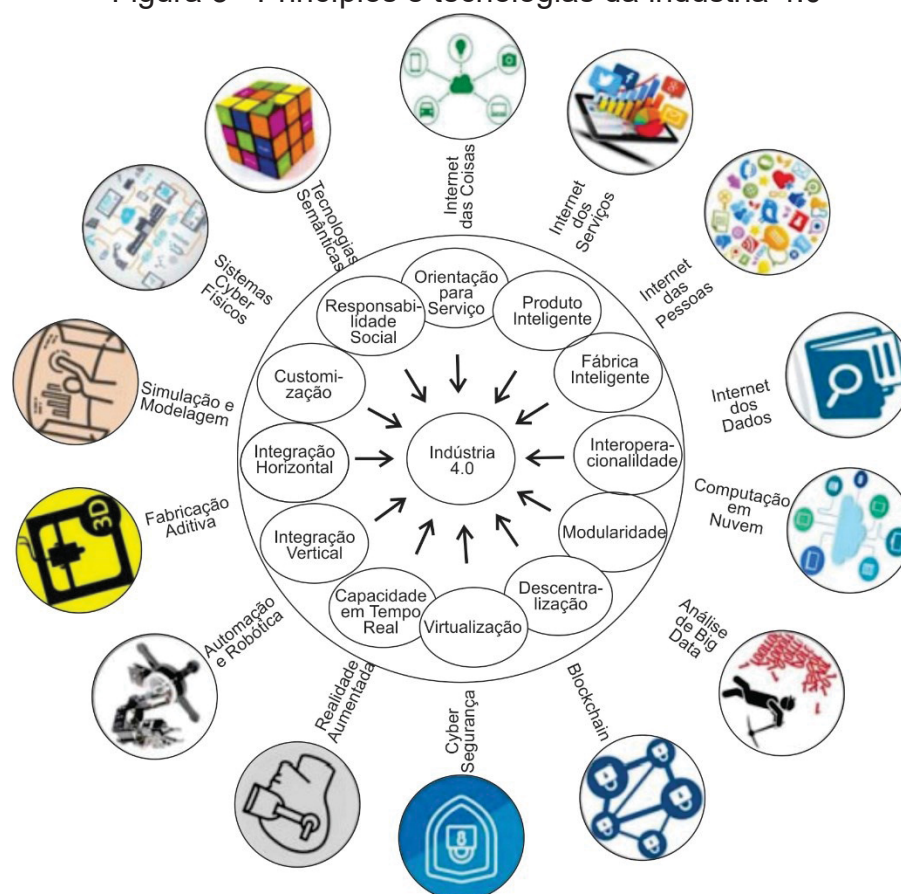 Figura - Princípios e tecnologias da Indústria 4.0
Internet
das Coisas
Internet
dos
Serviços
Internet
das
Pessoas
Internet
dos
Dados
Computação
em
Nuvem
Análise
de Big
Data
Blockchain
Cyber
Segurança
Realidade
Aumentada
Automação
e Robótica
Fabricação
Aditiva
3D
Simulação e
Modelagem
Sistemas
Cyber
Físicos
Tecnologias
Semânticas
Orientação
para
Serviço
Produto
Inteligente
Fábrica
Inteligente
Interopera-
cionalildade
Modularidade
Descentra-
lização
Virtualização
Capacidade
em Tempo
Real
Integração
Vertical
Integração
Horizontal
Customi-
zação
Responsabi-
lidade
Social
Indústria
4.0